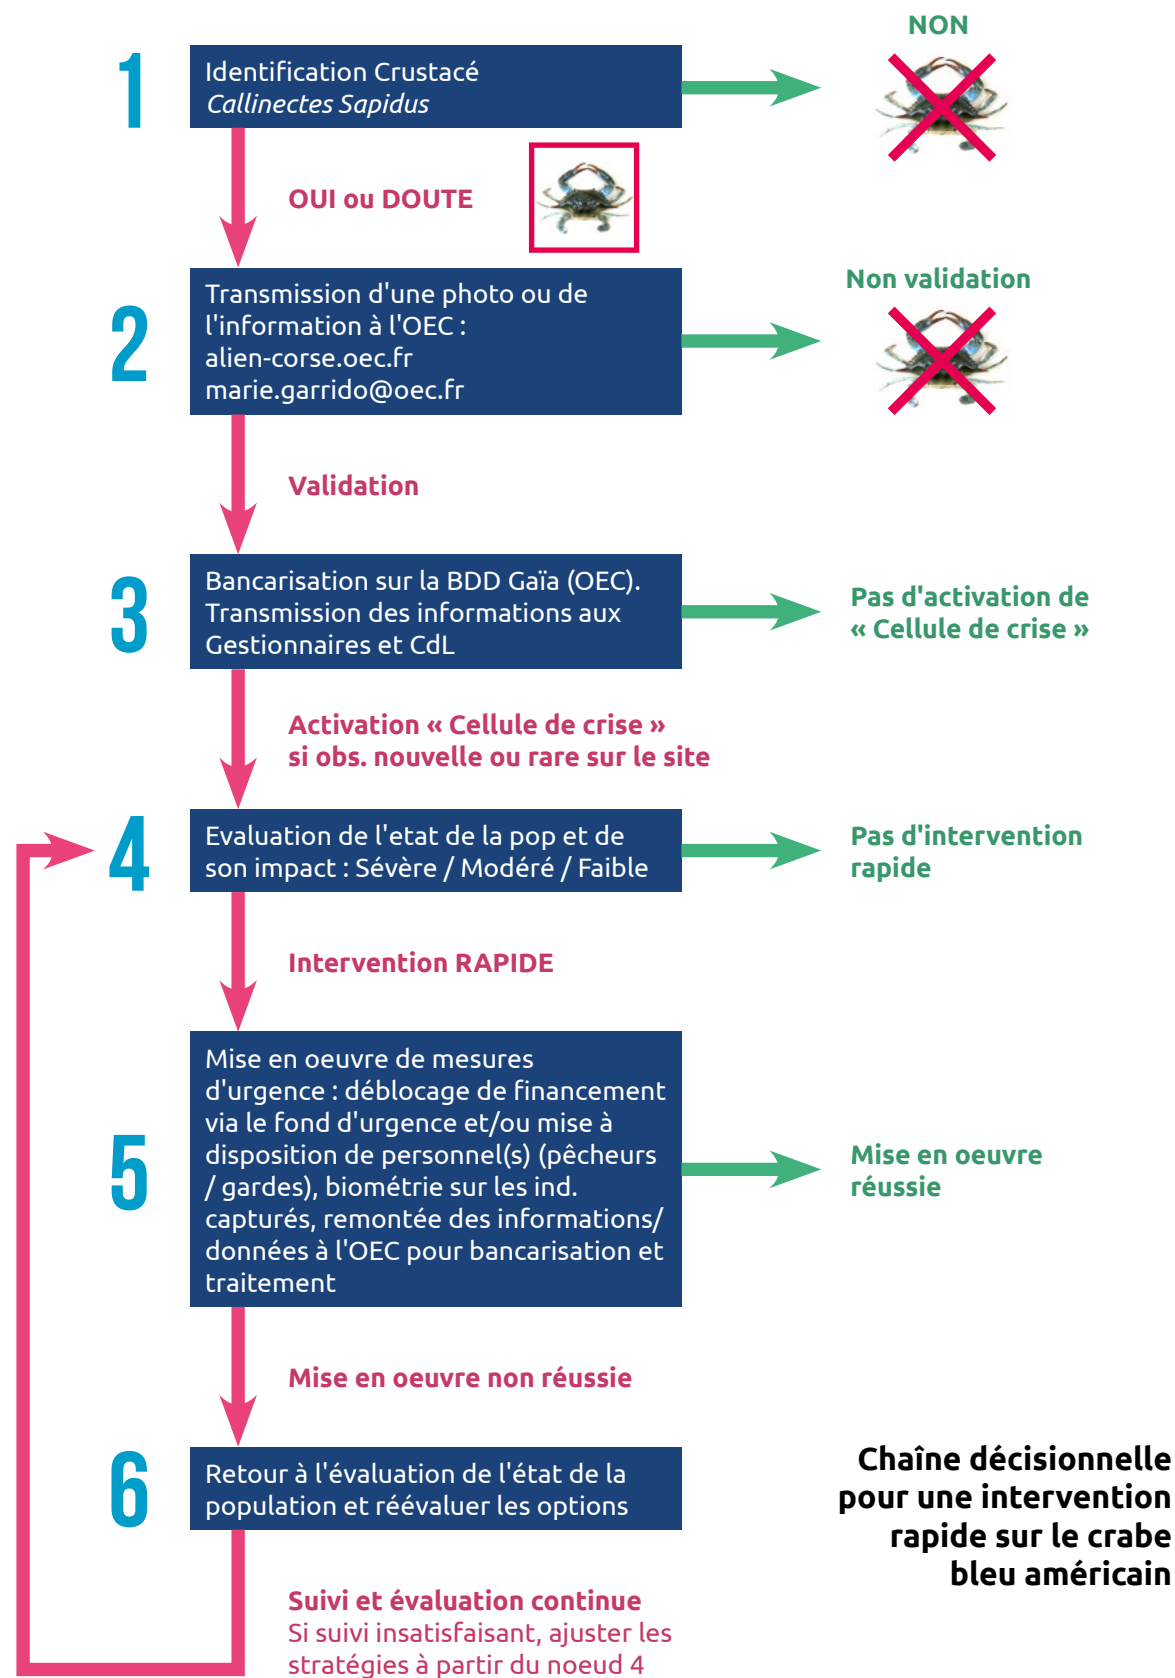 NON
1
Identification Crustacé
Callinectes Sapidus
OUI ou DOUTE
2
Transmission d'une photo ou de
l'information à l'OEC :
alien-corse.oec.fr
marie.garrido@oec.fr
Non validation
Validation
3
Bancarisation sur la BDD Gaïa (OEC).
Transmission des informations aux
Gestionnaires et CdL
Pas d'activation de
« Cellule de crise »
Activation « Cellule de crise »
si obs. nouvelle ou rare sur le site
4
Evaluation de l'etat de la pop et de
son impact : Sévère / Modéré / Faible
Pas d'intervention
rapide
Intervention RAPIDE
5
Mise en oeuvre de mesures
d'urgence : déblocage de financement
via le fond d'urgence et/ou mise à
disposition de personnel(s) (pêcheurs
/ gardes), biométrie sur les ind.
capturés, remontée des informations/
données à l'OEC pour bancarisation et
traitement
Mise en oeuvre
réussie
Mise en oeuvre non réussie
6
Retour à l'évaluation de l'état de la
population et réévaluer les options
Chaîne décisionnelle
pour une intervention
rapide sur le crabe
bleu américain
Suivi et évaluation continue
Si suivi insatisfaisant, ajuster les
stratégies à partir du noeud 4